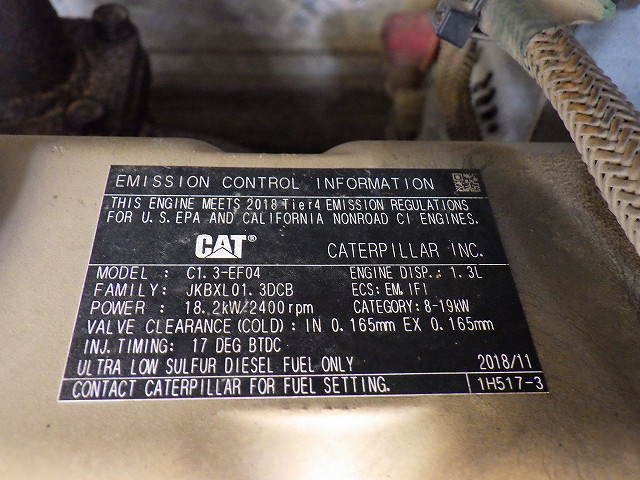 EMISSION CONTROL INFORMATION
THIS ENGINE MEETS 2018 Tier4 EMISSION REGULATIONS
FOR U.S. EPA AND CALIFORNIA NONROAD CI ENGINES.
CAT® CATERPILLAR INC.
MODEL : C1.3-EF04 ENGINE DISP.: 1.3L
FAMILY: JKBXL01.3DCB ECS: EM, IFI
POWER : 18.2kW/2400rpm CATEGORY: 8-19kW
VALVE CLEARANCE (COLD) : IN 0.165mm EX 0.165mm
INJ. TIMING: 17 DEG BTDC
ULTRA LOW SULFUR DIESEL FUEL ONLY 2018/11
CONTACT CATERPILLAR FOR FUEL SETTING. 1H517-3